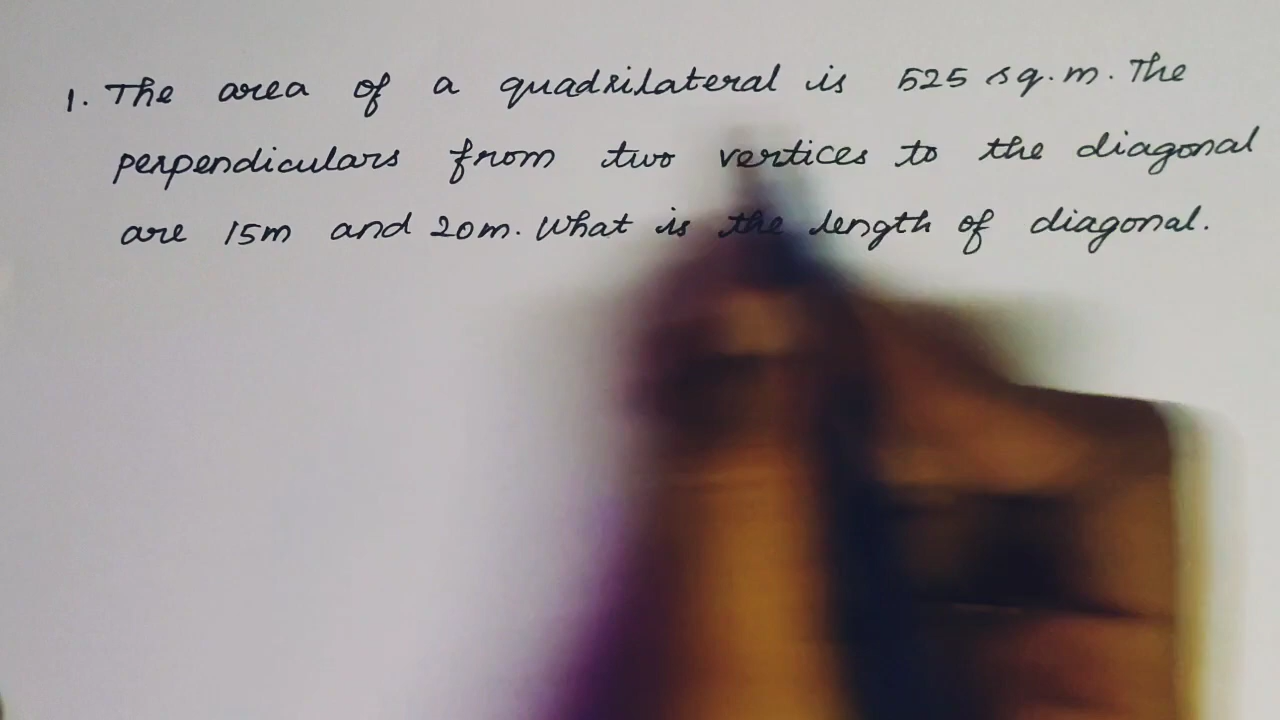 1. The area of a quadrilateral is 525 sq.m. The
perpendiculars from two vertices to the diagonal
are 15m and 20m. What is the length of diagonal.